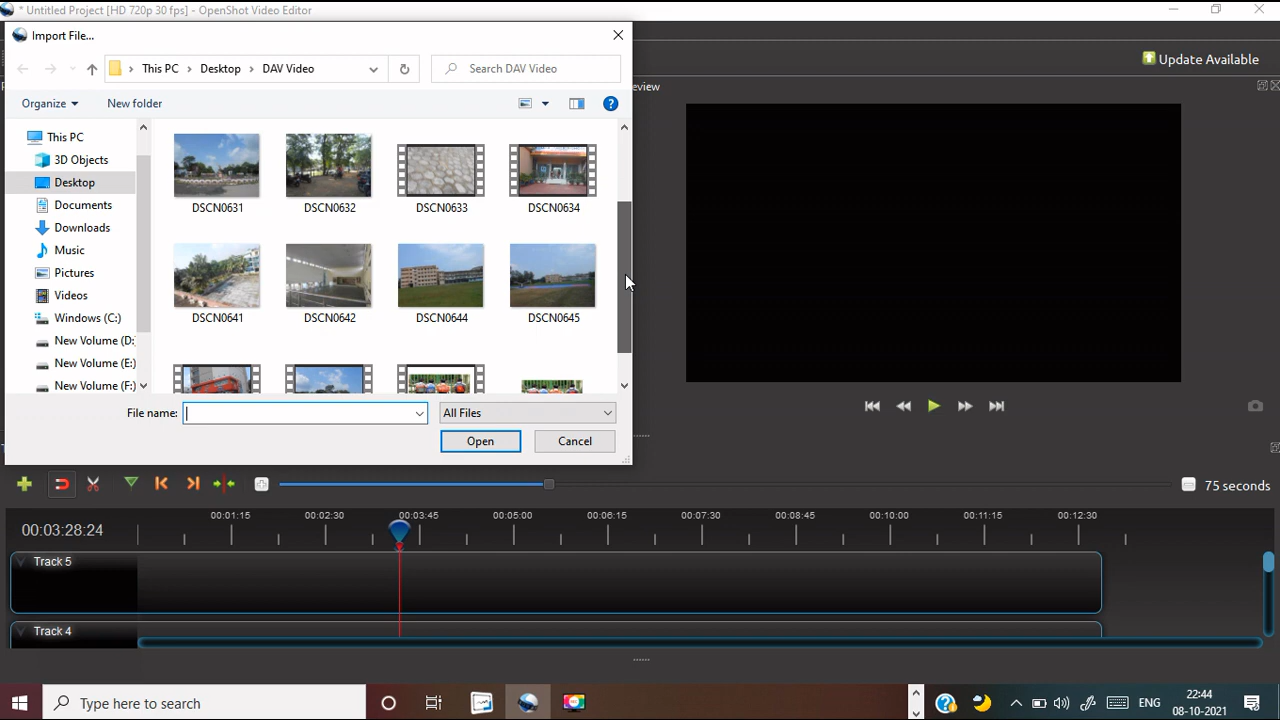 * Untitled Project [HD 720p 30 fps] - OpenShot Video Editor
Import File...
This PC › Desktop › DAV Video
Search DAV Video
Update Available
Organize
New folder
eview
This PC
3D Objects
Desktop
Documents
Downloads
Music
Pictures
Videos
Windows (C:)
New Volume (D:
New Volume (E:)
New Volume (F:)
DSCN0631 DSCN0632 DSCN0633 DSCN0634
DSCN0641 DSCN0642 DSCN0644 DSCN0645
File name:
All Files
Open
Cancel
75 seconds
00:03:28:24
00:01:15 00:02:30 00:03:45 00:05:00 00:06:15 00:07:30 00:08:45 00:10:00 00:11:15 00:12:30
Track 5
Track 4
Type here to search
ENG
22:44
08-10-2021